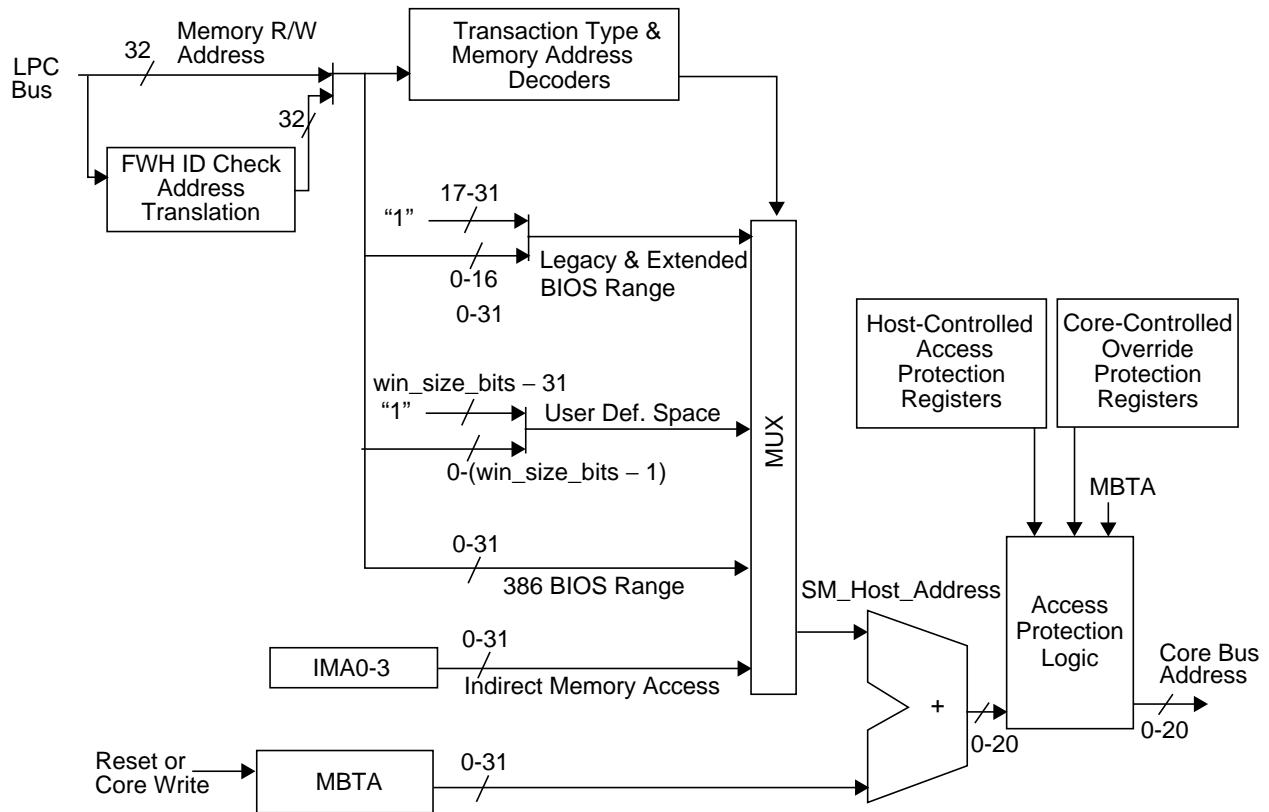 Memory R/W
Address
32
LPC
Bus
32
Transaction Type &
Memory Address
Decoders
FWH ID Check
Address
Translation
17-31
“1”
0-16
0-31
Legacy & Extended
BIOS Range
win_size_bits – 31
“1”
User Def. Space
0-(win_size_bits – 1)
MUX
0-31
386 BIOS Range
IMA0-3
0-31
Indirect Memory Access
Reset or
Core Write
MBTA
0-31
SM_Host_Address
+
0-20
Host-Controlled
Access
Protection
Registers
Core-Controlled
Override
Protection
Registers
MBTA
Access
Protection
Logic
Core Bus
Address
0-20